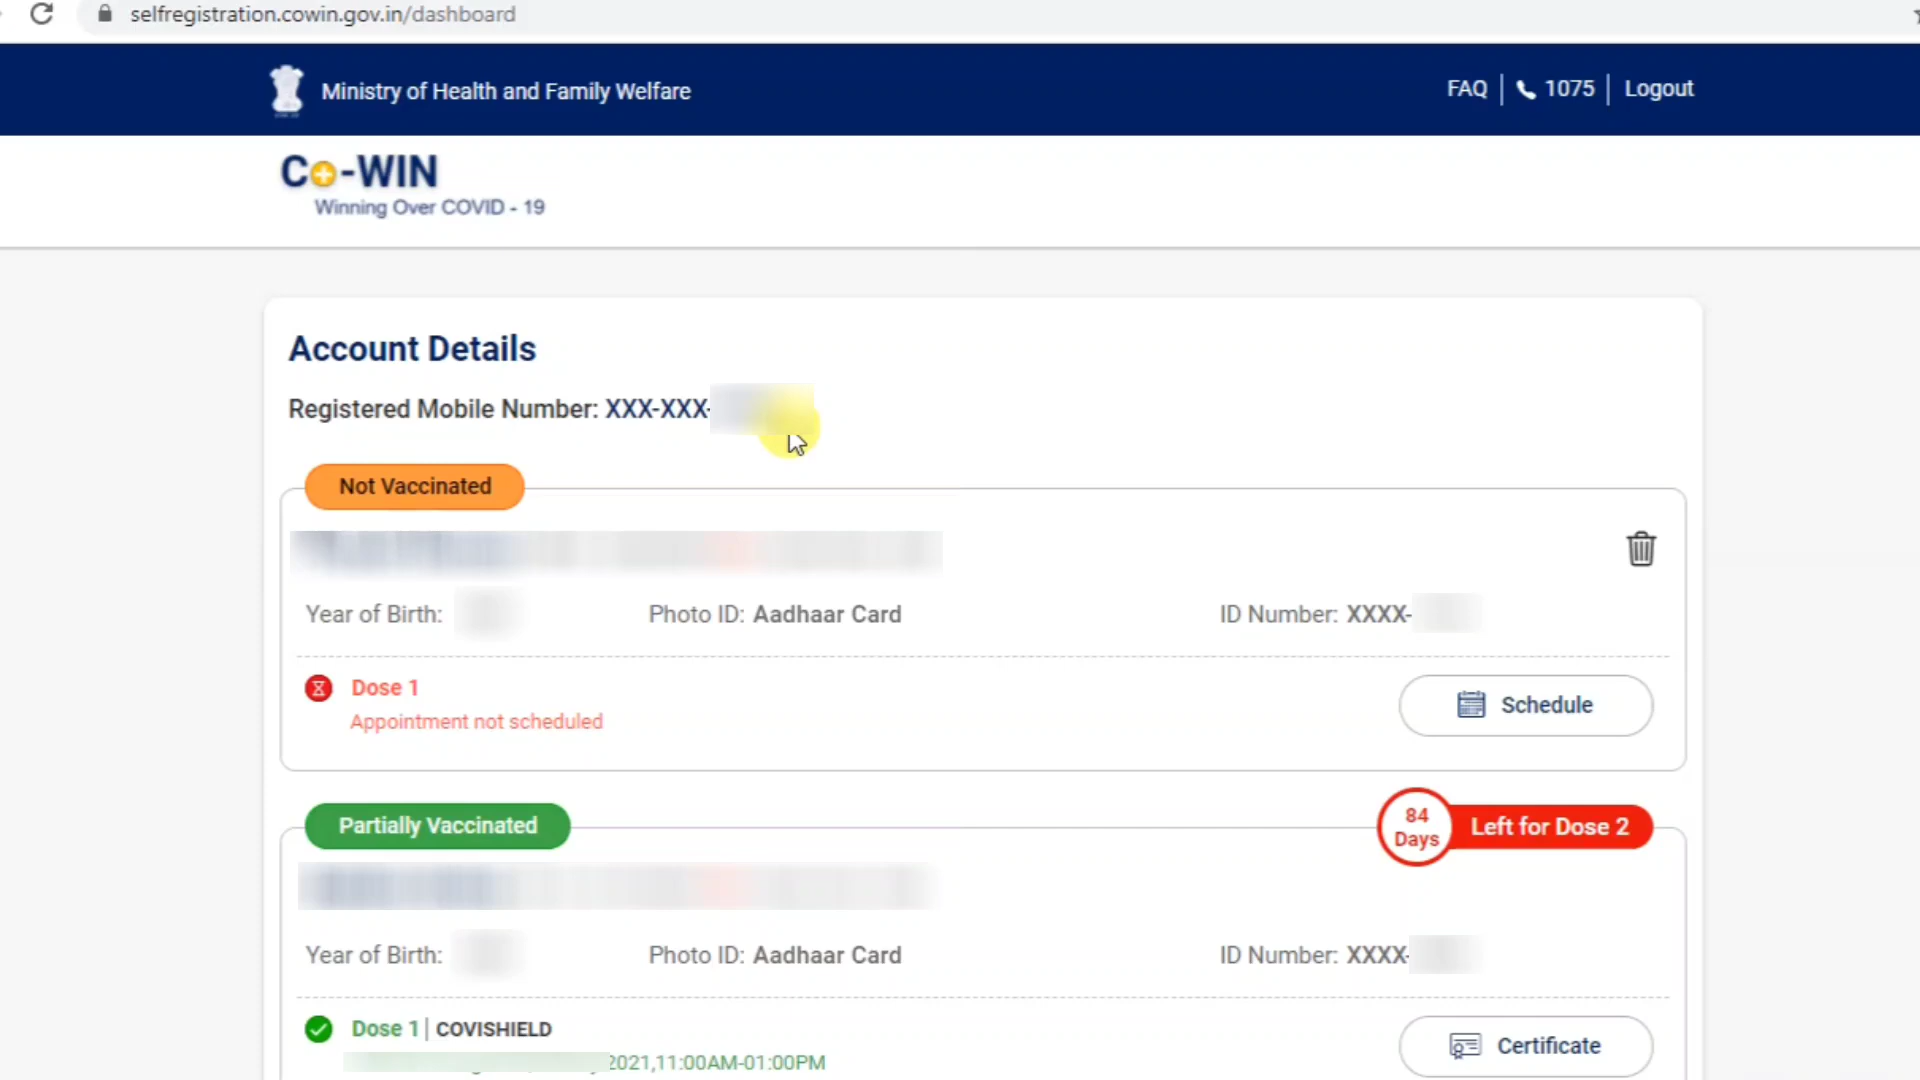 selfregistration.cowin.gov.in/dashboard
Ministry of Health and Family Welfare
FAQ | 1075 | Logout
Co-WIN
Winning Over COVID - 19
Account Details
Registered Mobile Number: XXX-XXX-
Not Vaccinated
Year of Birth: Photo ID: Aadhaar Card ID Number: XXXX-
Dose 1
Appointment not scheduled
Schedule
Partially Vaccinated
84 Days Left for Dose 2
Year of Birth: Photo ID: Aadhaar Card ID Number: XXXX-
Dose 1 | COVISHIELD
2021,11:00AM-01:00PM
Certificate